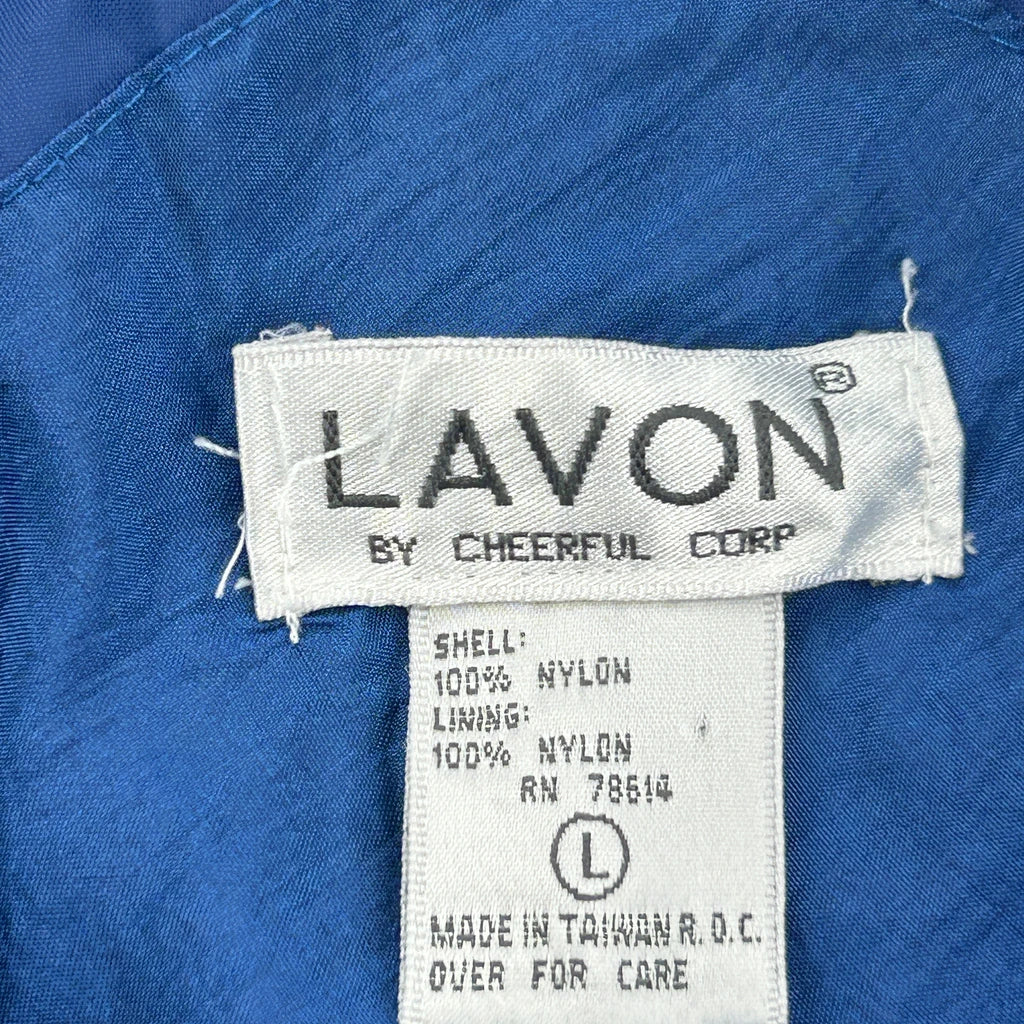 LAVON®
BY CHEERFUL CORP
SHELL:
100% NYLON
LINING:
100% NYLON
RN 78614
L
MADE IN TAIWAN R.O.C.
OVER FOR CARE